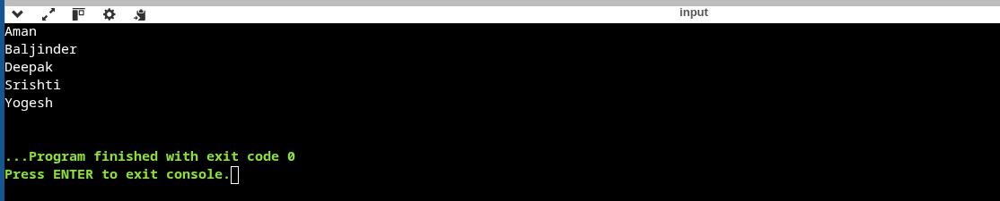 input
Aman
Baljinder
Deepak
Srishti
Yogesh
...Program finished with exit code 0
Press ENTER to exit console.